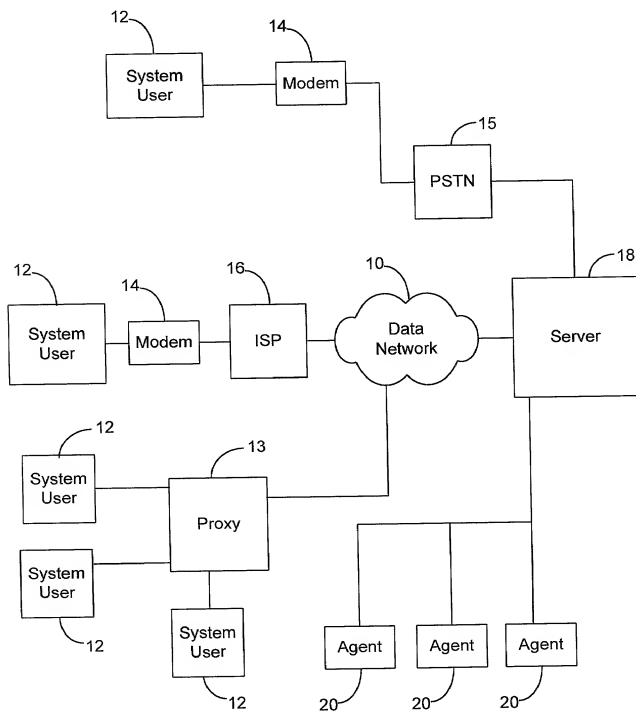 12
System
User
14
Modem
15
PSTN
12
System
User
14
Modem
16
ISP
10
Data
Network
18
Server
12
System
User
13
Proxy
System
User
12
System
User
12
Agent
20
Agent
20
Agent
20